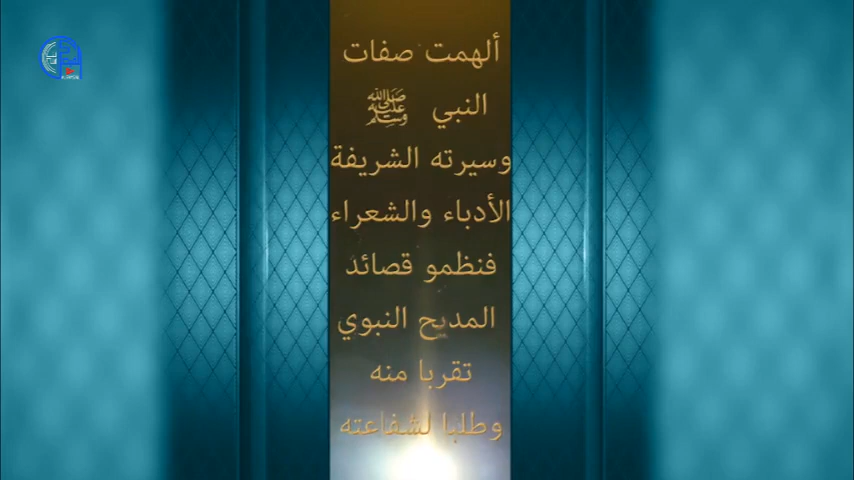 ألهمت صفات
النبي ﷺ
وسيرته الشريفة
الأدباء والشعراء
فنظمو قصائد
المديح النبوي
تقربا منه
وطلبا لشفاعته